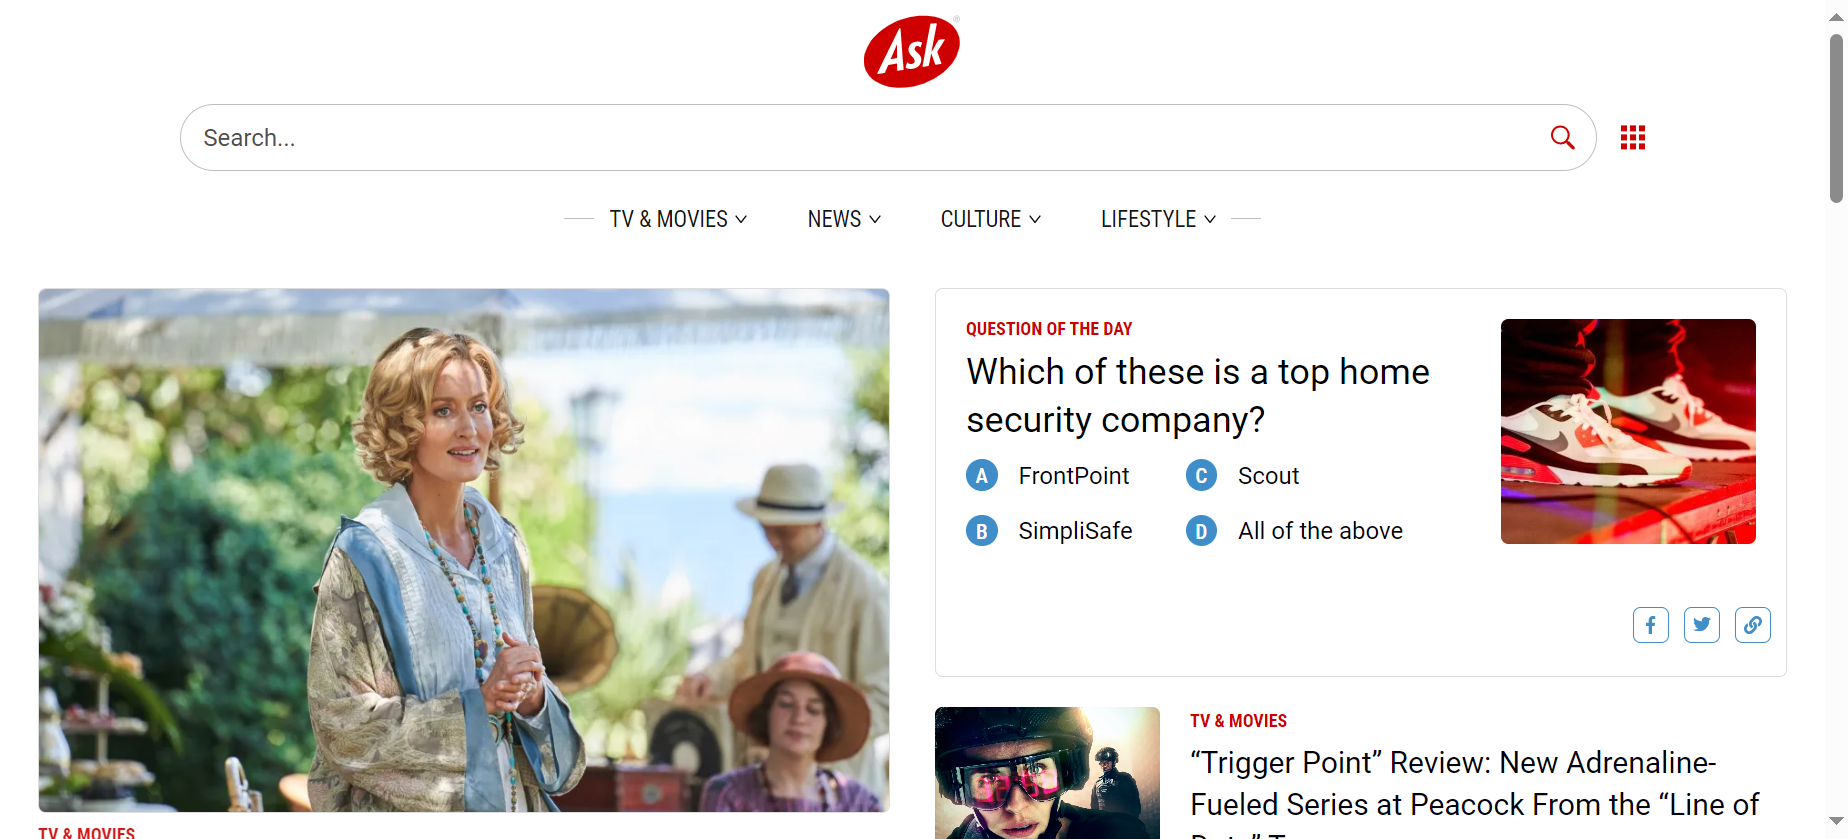 Ask®
Search...
TV & MOVIES
NEWS
CULTURE
LIFESTYLE
TV & MOVIES
QUESTION OF THE DAY
Which of these is a top home
security company?
A FrontPoint
B SimpliSafe
C Scout
D All of the above
TV & MOVIES
“Trigger Point” Review: New Adrenaline-
Fueled Series at Peacock From the “Line of